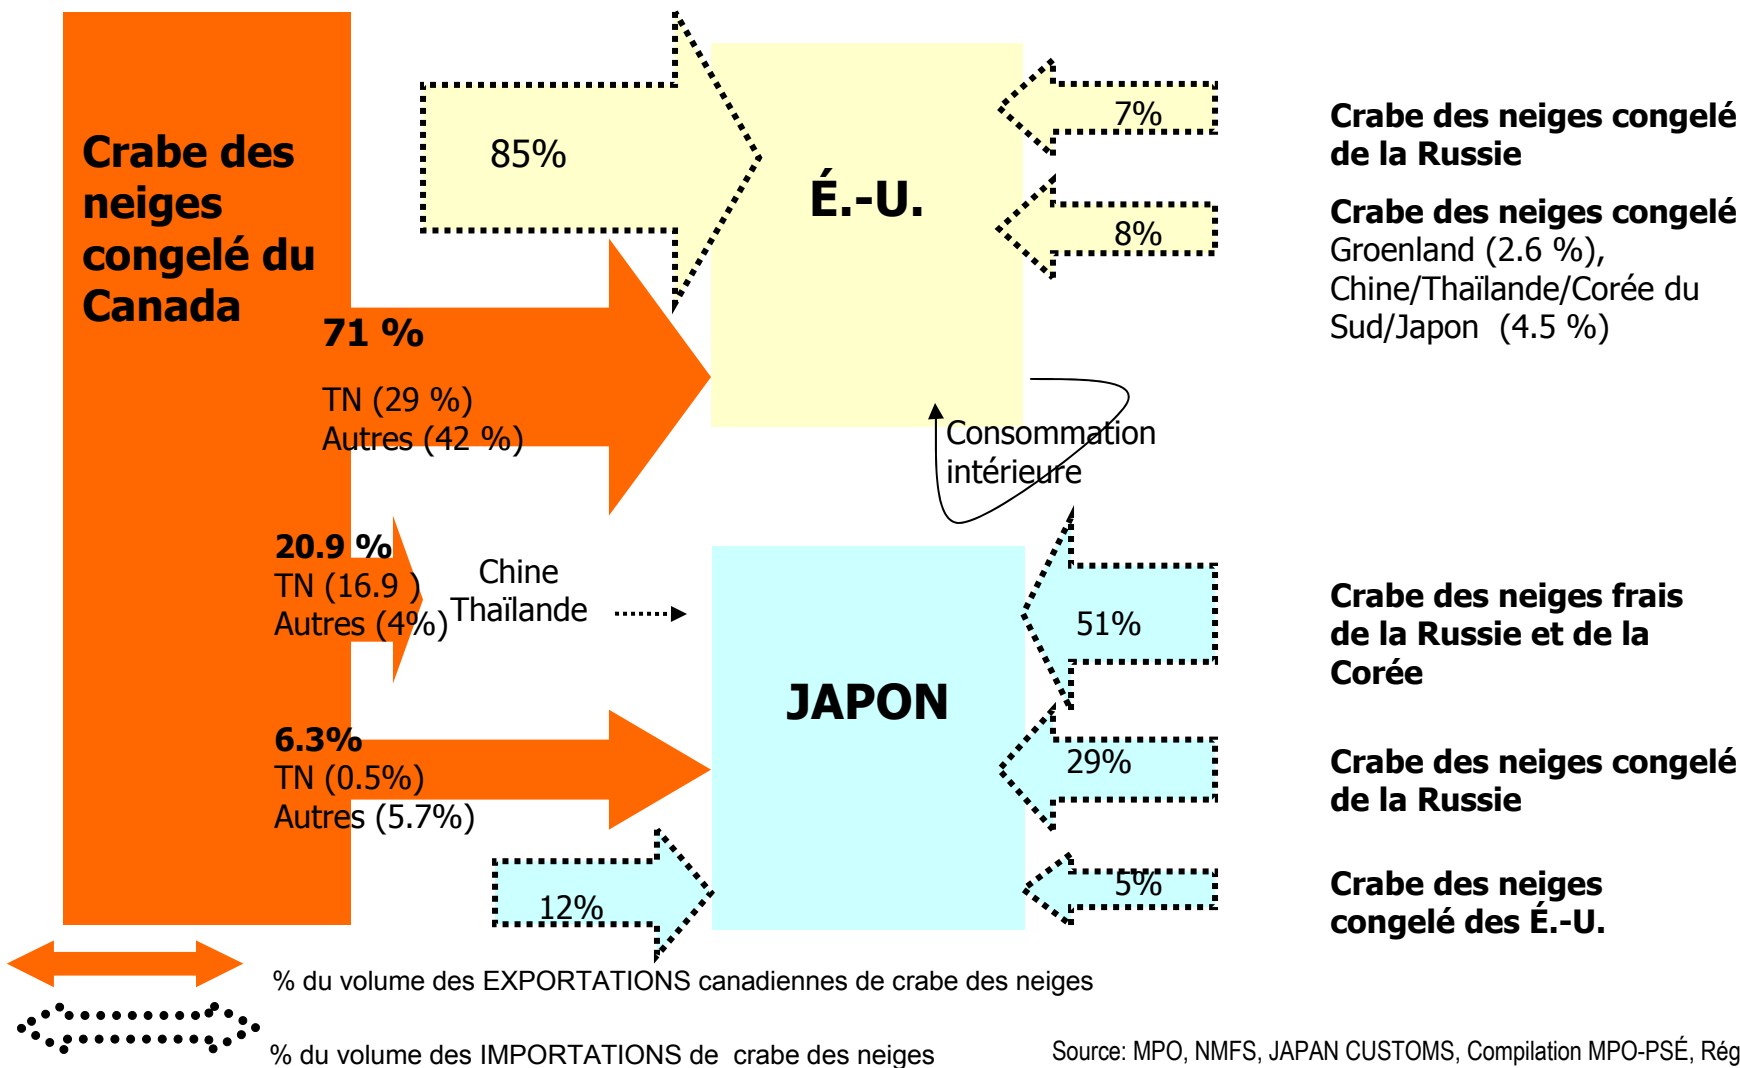 Crabe des
neiges
congelé du
Canada
85%
71 %
TN (29 %)
Autres (42 %)
20.9 %
TN (16.9 )
Autres (4%)
Chine
Thaïlande
6.3%
TN (0.5%)
Autres (5.7%)
12%
É.-U.
Consommation
intérieure
JAPON
7%
8%
51%
29%
5%
Crabe des neiges congelé
de la Russie
Crabe des neiges congelé
Groenland (2.6 %),
Chine/Thaïlande/Corée du
Sud/Japon  (4.5 %)
Crabe des neiges frais
de la Russie et de la
Corée
Crabe des neiges congelé
de la Russie
Crabe des neiges
congelé des É.-U.
% du volume des EXPORTATIONS canadiennes de crabe des neiges
% du volume des IMPORTATIONS de  crabe des neiges
Source: MPO, NMFS, JAPAN CUSTOMS, Compilation MPO-PSÉ, Rég